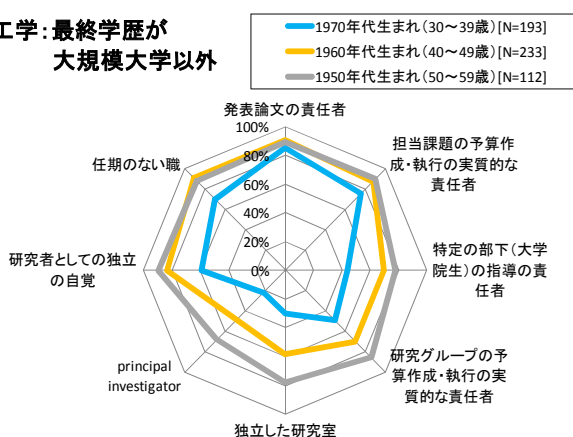 工学:最終学歴が
大規模大学以外
1970年代生まれ(30～39歳)[N=193]
1960年代生まれ(40～49歳)[N=233]
1950年代生まれ(50～59歳)[N=112]
発表論文の責任者
担当課題の予算作
成・執行の実質的な
責任者
特定の部下(大学
院生)の指導の責
任者
研究グループの予
算作成・執行の実
質的な責任者
独立した研究室
principal
investigator
研究者としての独立
の自覚
任期のない職
100%
80%
60%
40%
20%
0%